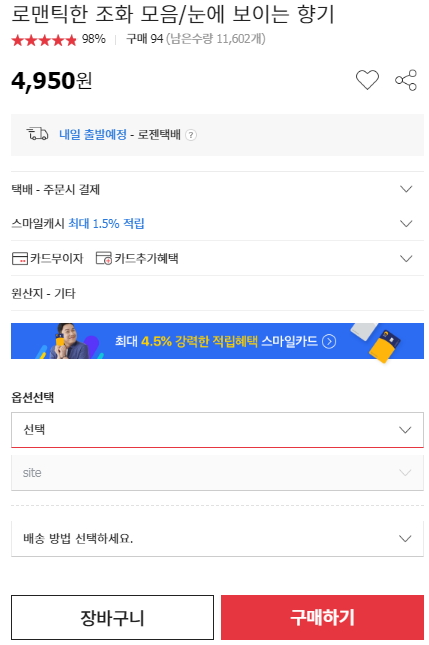 로맨틱한 조화 모음/눈에 보이는 향기
98% 구매 94 (남은수량 11,602개)
4,950원
내일 출발예정 - 로젠택배 ?
택배 - 주문시 결제
스마일캐시 최대 1.5% 적립
카드무이자 카드추가혜택
원산지 - 기타
최대 4.5% 강력한 적립혜택 스마일카드
옵션선택
선택
site
배송 방법 선택하세요.
장바구니 구매하기